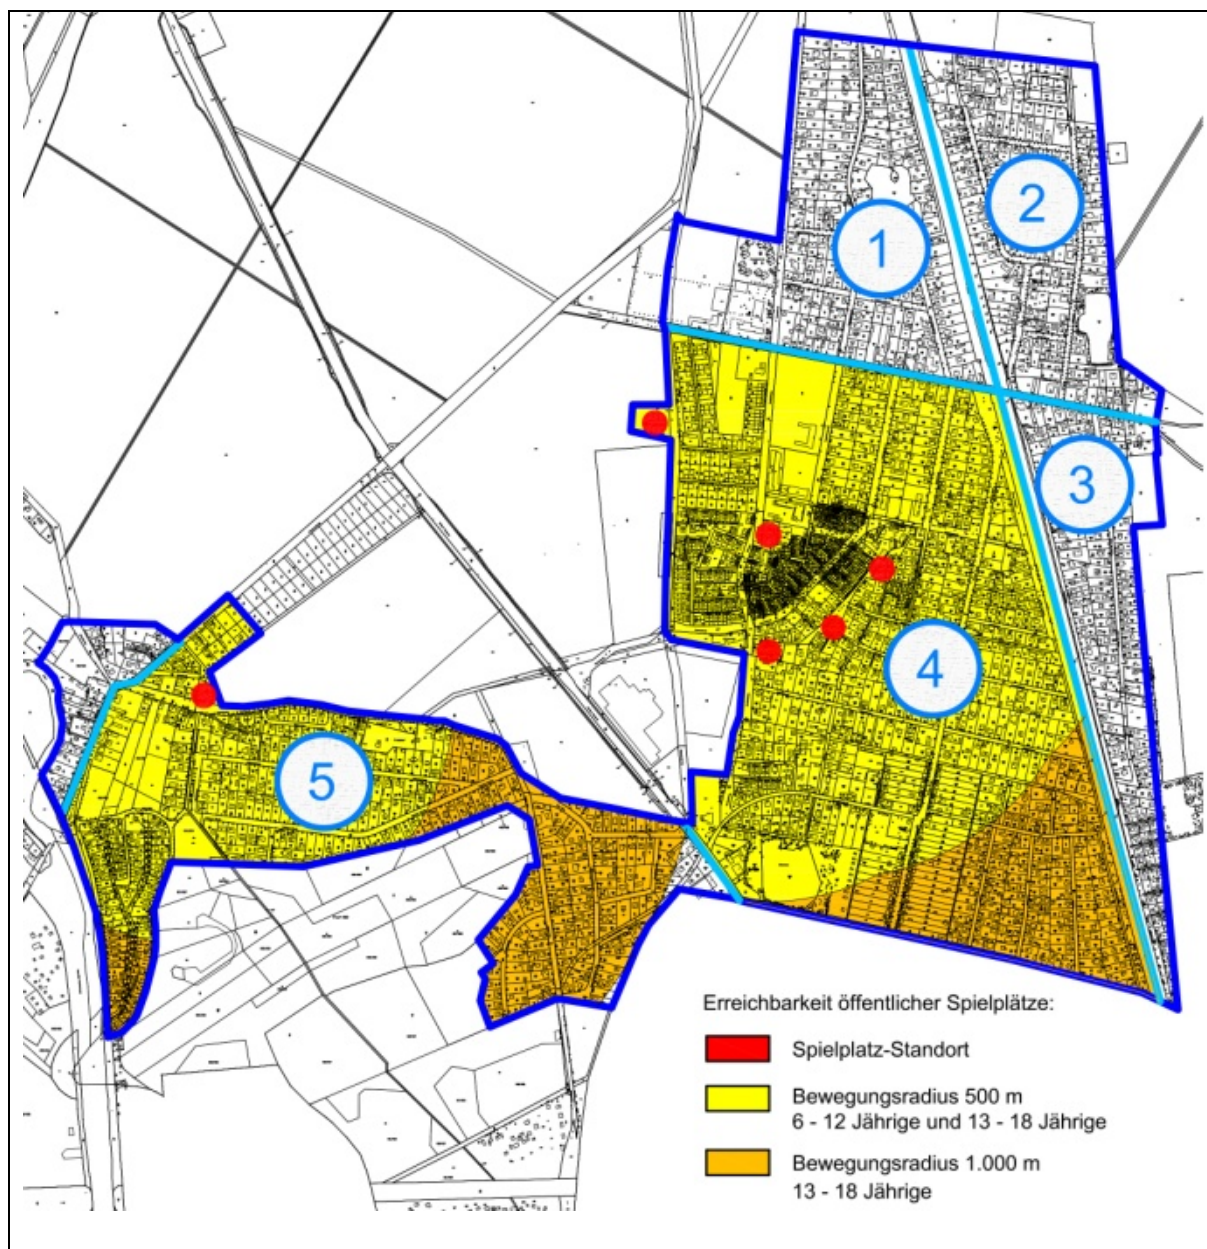 1
2
3
4
5
Erreichbarkeit öffentlicher Spielplätze:
Spielplatz-Standort
Bewegungsradius 500 m
6 - 12 Jährige und 13 - 18 Jährige
Bewegungsradius 1.000 m
13 - 18 Jährige